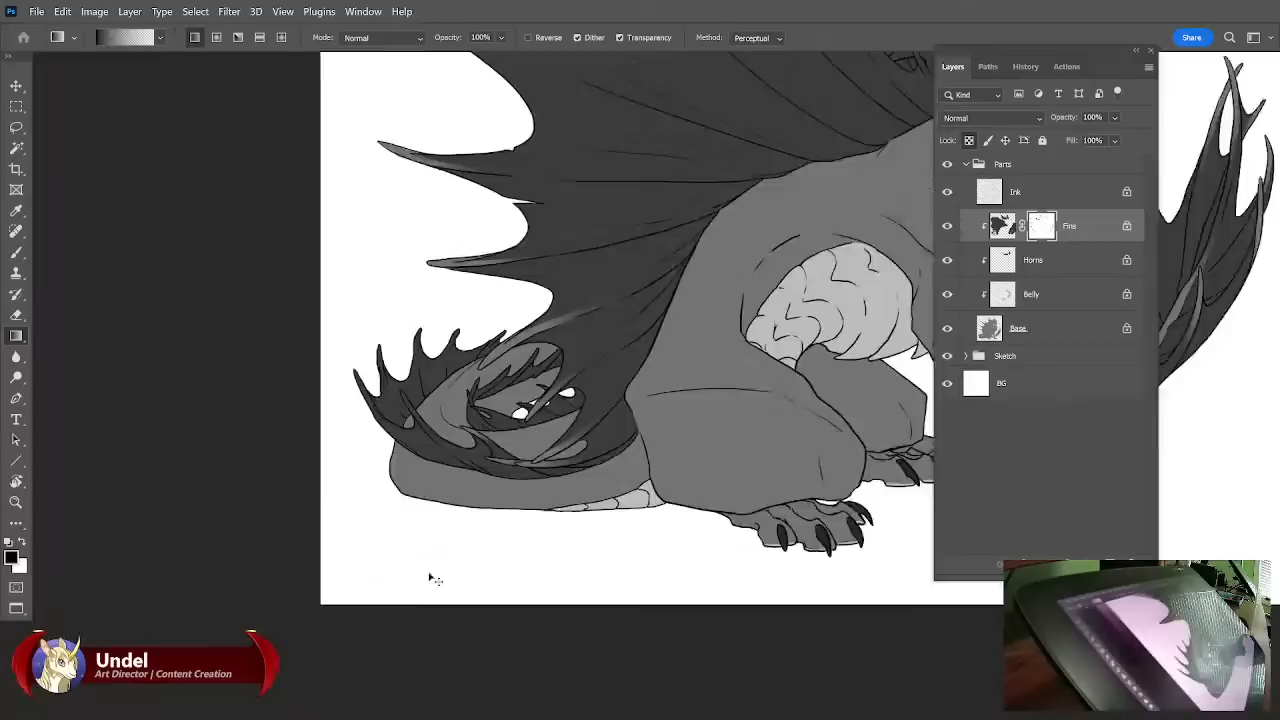 Ps File Edit Image Layer Type Select Filter 3D View Plugins Window Help
Mode: Normal Opacity: 100% Reverse Dither Transparency Method: Perceptual Share
Layers Paths History Actions
Kind
Normal Opacity: 100%
Lock: Fill: 100%
Parts
Ink
Fins
Horns
Belly
Base
Sketch
BG
Undel
Art Director | Content Creation